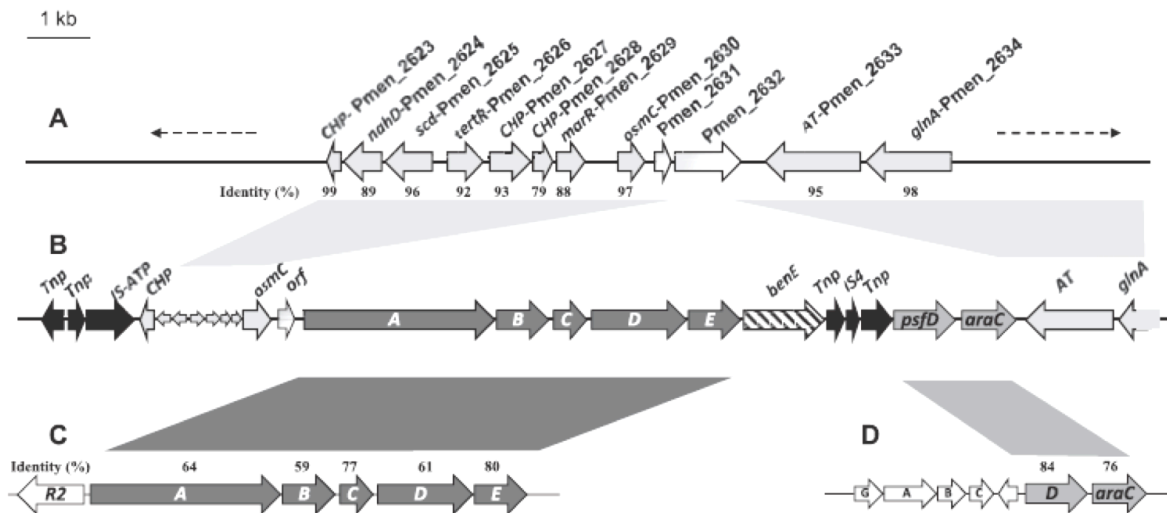 1 kb
A
CHP- Pmen_2623
nahD-Pmen_2624
scd-Pmen_2625
tertR-Pmen_2626
CHP-Pmen_2627
CHP-Pmen_2628
marR-Pmen_2629
osmC-Pmen_2630
Pmen_2631
Pmen_2632
AT-Pmen_2633
glnA-Pmen_2634
Identity (%) 99 89 96 92 93 79 88 97 95 98
B
Tnp Tnp IS-ATP CHP osmC orf benE Tnp IS4 Tnp AT glnA
A B C D E psfD araC
C D
Identity (%) 64 59 77 61 80 84 76
R2 A B C D E G A B C D araC